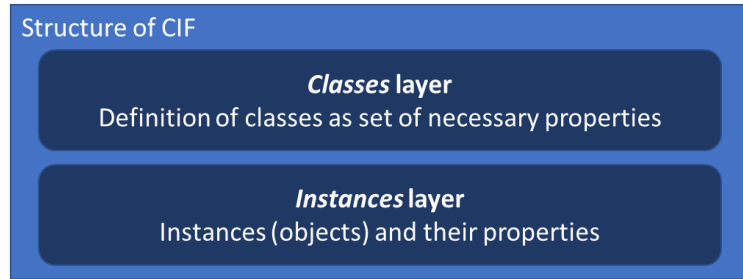 Structure of CIF
Classes layer
Definition of classes as set of necessary properties
Instances layer
Instances (objects) and their properties